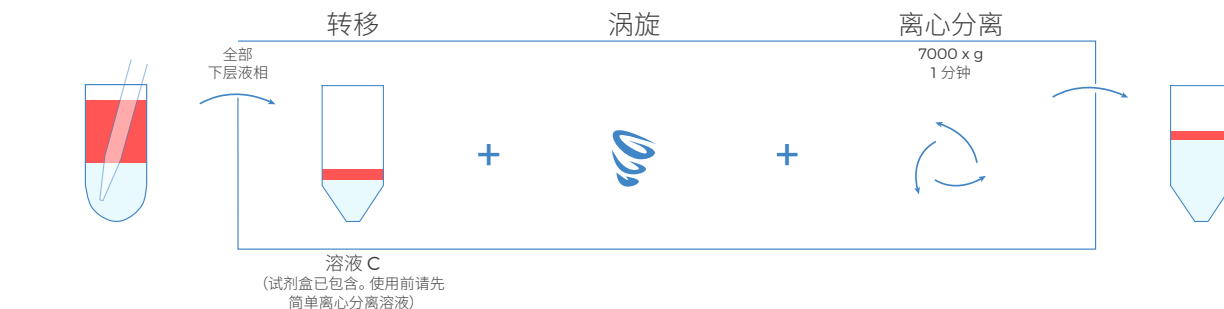 转移
涡旋
离心分离
全部
下层液相
7000 x g
1 分钟
溶液 C
（试剂盒已包含。使用前请先
简单离心分离溶液）